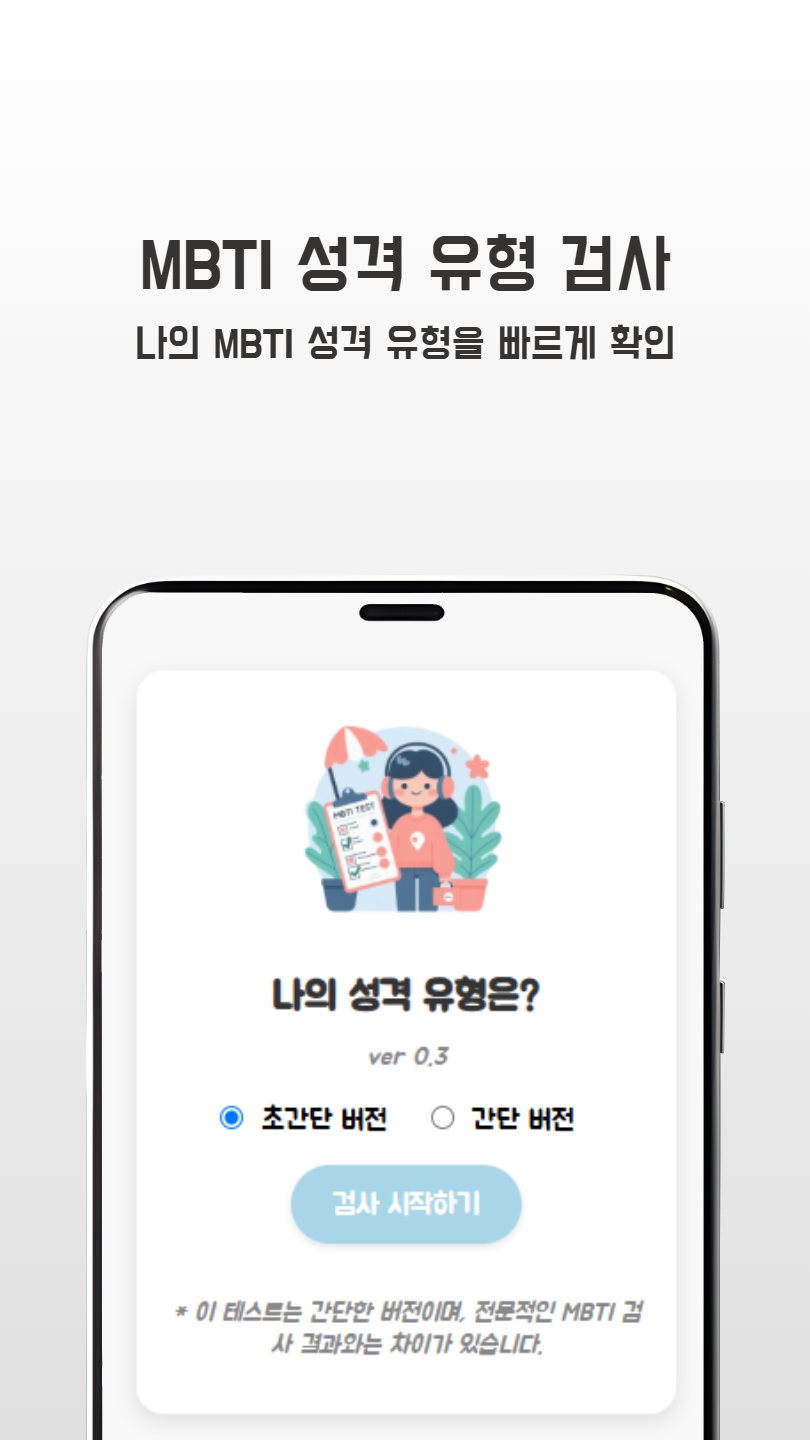 MBTI 성격 유형 검사
나의 MBTI 성격 유형을 빠르게 확인
MBTI TEST
나의 성격 유형은?
ver 0.3
초간단 버전 간단 버전
검사 시작하기
* 이 테스트는 간단한 버전이며, 전문적인 MBTI 검
사 결과와는 차이가 있습니다.